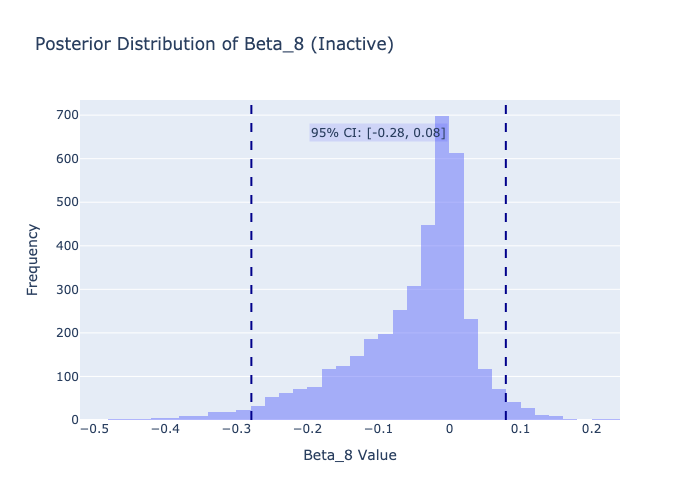 Posterior Distribution of Beta_8 (Inactive)
700
600
500
400
300
200
100
0
Frequency
95% CI: [-0.28, 0.08]
−0.5 −0.4 −0.3 −0.2 −0.1 0 0.1 0.2
Beta_8 Value